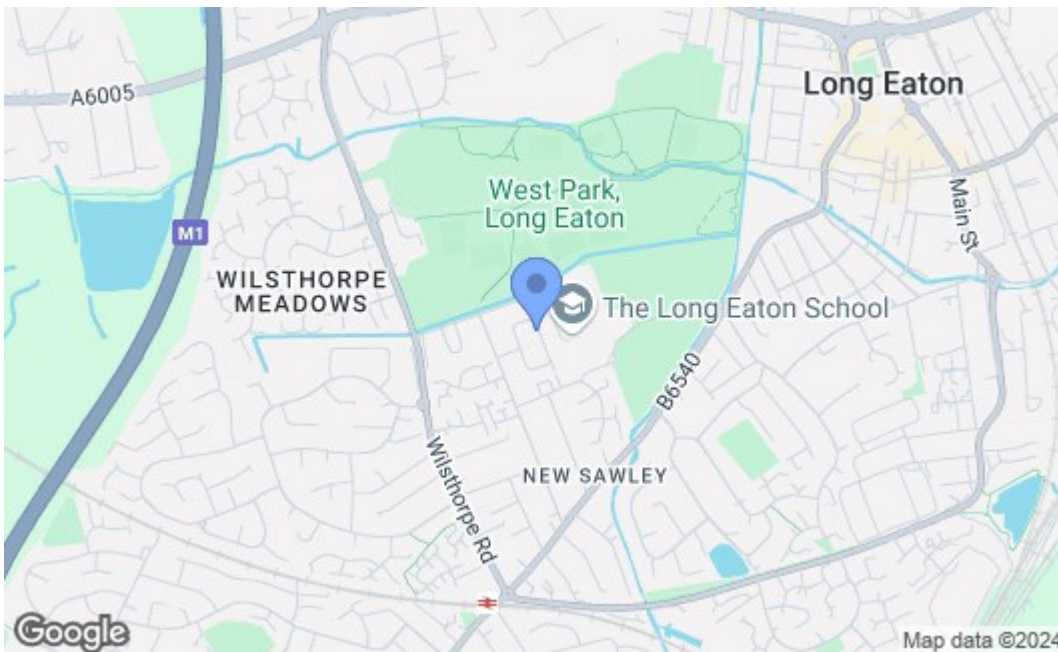 Long Eaton
A6005
West Park,
Long Eaton
Main St
M1
WILSTHORPE
MEADOWS
The Long Eaton School
B6540
Wilsthorpe Rd
NEW SAWLEY
Google
Map data ©2024